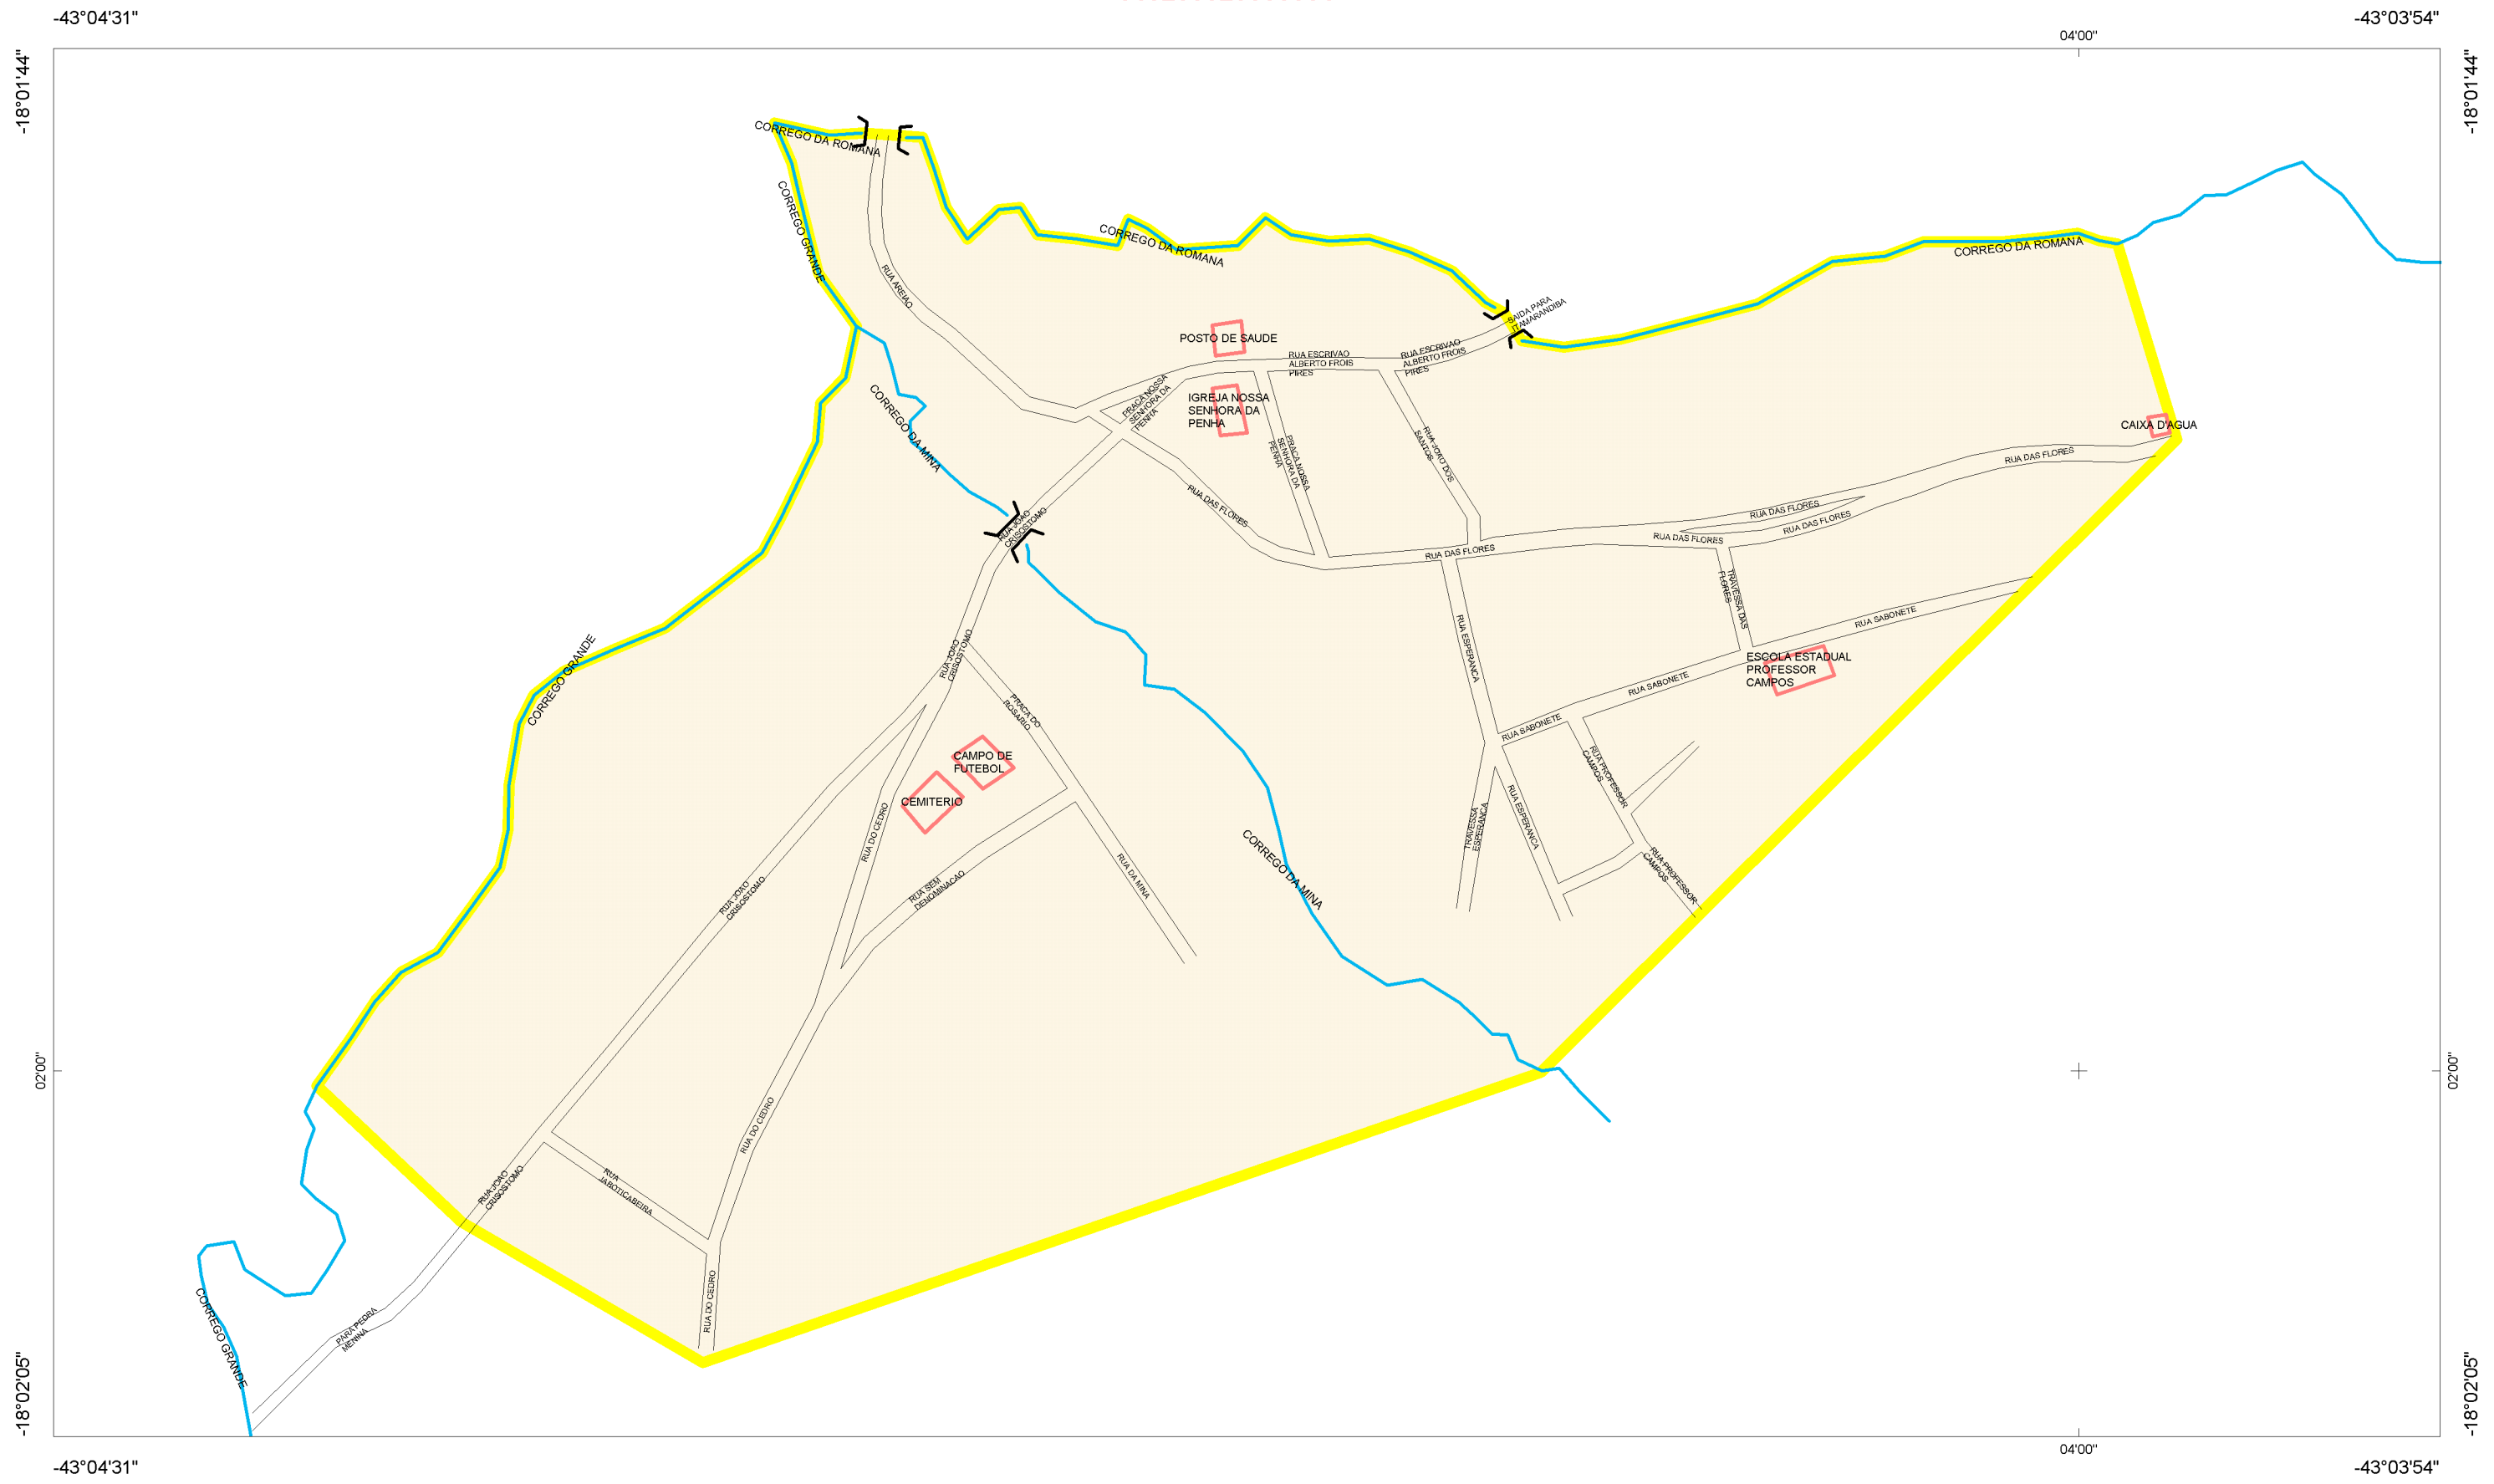 -43°04'31"
-43°03'54"
04'00"
-18°01'44"
-18°01'44"
CORREGO DA ROMANA
CORREGO GRANDE
CORREGO DA ROMANA
CORREGO DA ROMANA
RUA AREIAO
SAIDA PARA
ITAMARANDIBA
POSTO DE SAUDE
RUA ESCRIVAO
ALBERTO FROIS
PIRES
RUA ESCRIVAO
ALBERTO FROIS
PIRES
PRACA NOSSA
SENHORA DA
PENHA
IGREJA NOSSA
SENHORA DA
PENHA
CORREGO DA MINA
CAIXA D'AGUA
PRACA NOSSA
SENHORA DA
PENHA
RUA JOAO DOS
SANTOS
RUA DAS FLORES
RUA DAS FLORES
RUA DAS FLORES
RUA DAS FLORES
RUA DAS FLORES
RUA DAS FLORES
RUA JOAO
CRISOSTOMO
TRAVESSA DAS
FLORES
RUA SABONETE
RUA ESPERANCA
RUA JOAO
CRISOSTOMO
CORREGO GRANDE
ESCOLA ESTADUAL
PROFESSOR
CAMPOS
RUA SABONETE
PRACA DO
ROSARIO
RUA SABONETE
CAMPO DE
FUTEBOL
CEMITERIO
RUA PROFESSOR
CAMPOS
RUA DO CEDRO
TRAVESSA
ESPERANCA
RUA ESPERANCA
CORREGO DA MINA
RUA DA MINA
RUA PROFESSOR
CAMPOS
RUA SEM
DENOMINACAO
RUA JOAO
CRISOSTOMO
02'00"
02'00"
RUA DO CEDRO
RUA JOAO
CRISOSTOMO
RUA
JABOTICABEIRA
RUA DO CEDRO
CORREGO GRANDE
PARA PEDRA
MENINA
-18°02'05"
-18°02'05"
04'00"
-43°04'31"
-43°03'54"